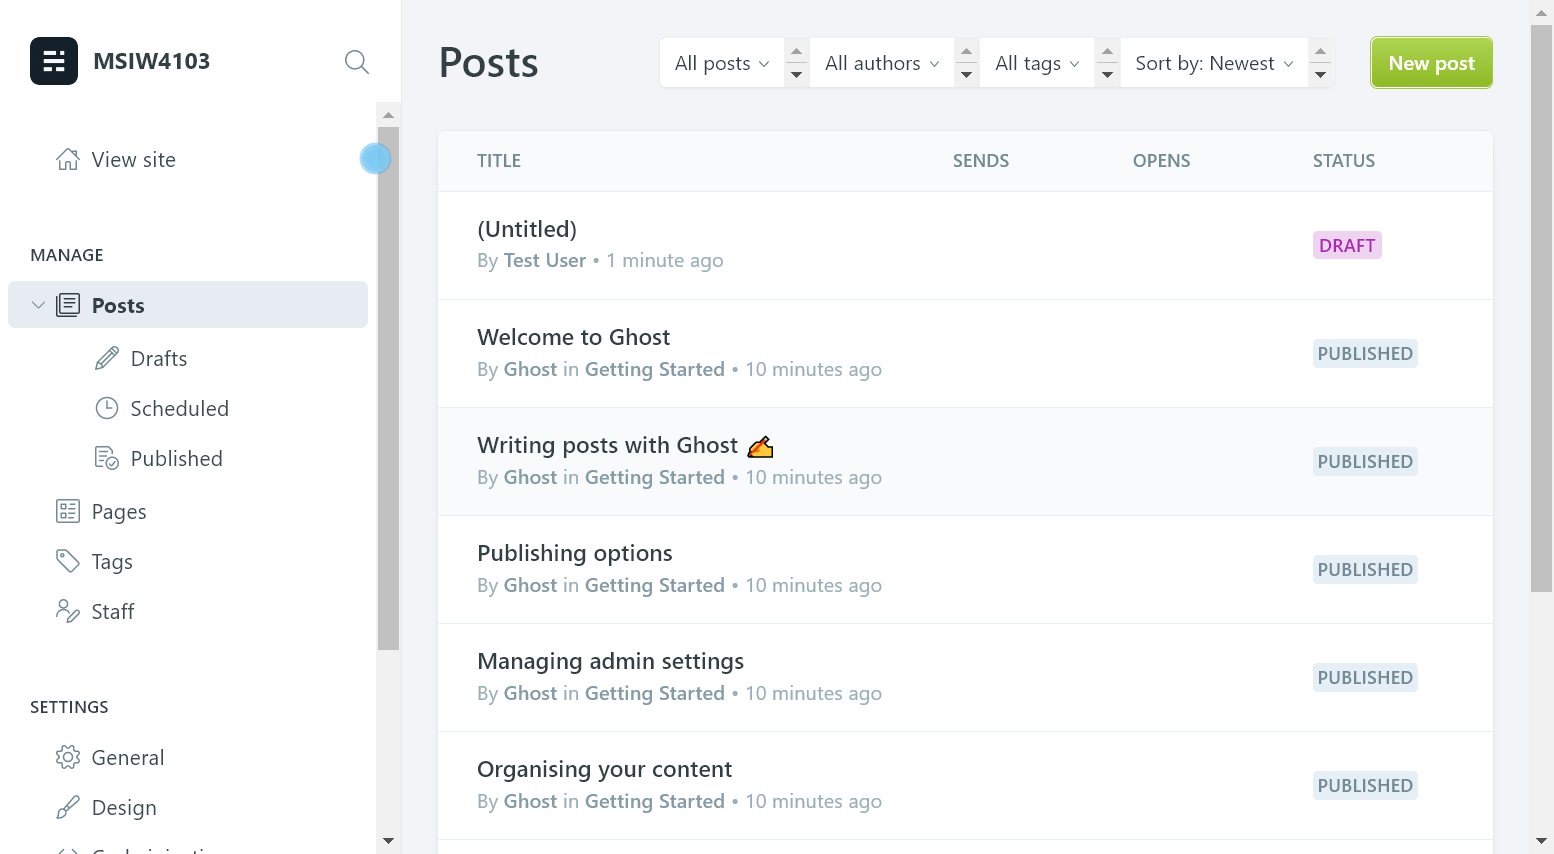 MSIW4103
View site
MANAGE
Posts
Drafts
Scheduled
Published
Pages
Tags
Staff
SETTINGS
General
Design
Posts
All posts
All authors
All tags
Sort by: Newest
New post
TITLE SENDS OPENS STATUS
(Untitled)
By Test User • 1 minute ago
DRAFT
Welcome to Ghost
By Ghost in Getting Started • 10 minutes ago
PUBLISHED
Writing posts with Ghost ✍
By Ghost in Getting Started • 10 minutes ago
PUBLISHED
Publishing options
By Ghost in Getting Started • 10 minutes ago
PUBLISHED
Managing admin settings
By Ghost in Getting Started • 10 minutes ago
PUBLISHED
Organising your content
By Ghost in Getting Started • 10 minutes ago
PUBLISHED